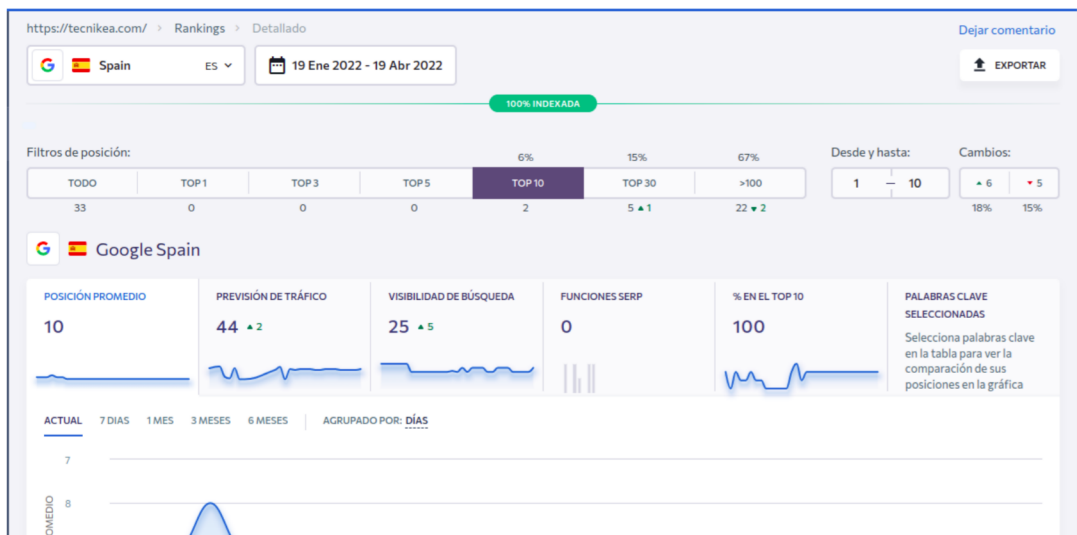 https://tecnikea.com/ > Rankings > Detallado
Dejar comentario
Spain ES
19 Ene 2022 - 19 Abr 2022
EXPORTAR
100% INDEXADA
Filtros de posición:
6% 15% 67%
Desde y hasta:
Cambios:
TODO TOP 1 TOP 3 TOP 5 TOP 10 TOP 30 >100
1 — 10
▲ 6 ▼ 5
33 0 0 0 2 5 ▲ 1 22 ▼ 2
18% 15%
Google Spain
POSICIÓN PROMEDIO
10
PREVISIÓN DE TRÁFICO
44 ▲ 2
VISIBILIDAD DE BÚSQUEDA
25 ▲ 5
FUNCIONES SERP
0
% EN EL TOP 10
100
PALABRAS CLAVE
SELECCIONADAS
Selecciona palabras clave
en la tabla para ver la
comparación de sus
posiciones en la gráfica
ACTUAL 7 DIAS 1 MES 3 MESES 6 MESES AGRUPADO POR: DÍAS
7
8